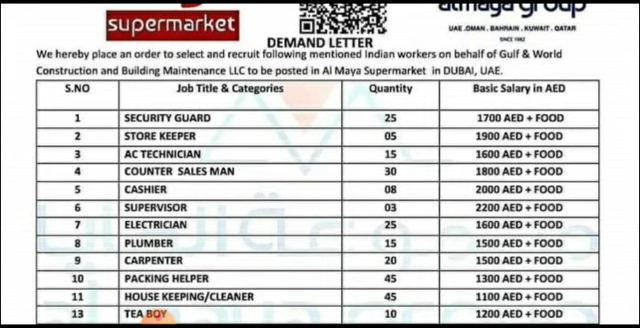 supermarket
almaya group
UAE .OMAN . BAHRAIN . KUWAIT . QATAR
SINCE 1982
DEMAND LETTER
We hereby place an order to select and recruit following mentioned Indian workers on behalf of Gulf & World
Construction and Building Maintenance LLC to be posted in Al Maya Supermarket in DUBAI, UAE.
S.NO Job Title & Categories Quantity Basic Salary in AED
1 SECURITY GUARD 25 1700 AED + FOOD
2 STORE KEEPER 05 1900 AED + FOOD
3 AC TECHNICIAN 15 1600 AED + FOOD
4 COUNTER SALES MAN 30 1800 AED + FOOD
5 CASHIER 08 2000 AED + FOOD
6 SUPERVISOR 03 2200 AED + FOOD
7 ELECTRICIAN 25 1600 AED + FOOD
8 PLUMBER 15 1500 AED + FOOD
9 CARPENTER 20 1500 AED + FOOD
10 PACKING HELPER 45 1300 AED + FOOD
11 HOUSE KEEPING/CLEANER 45 1100 AED + FOOD
13 TEA BOY 10 1200 AED + FOOD